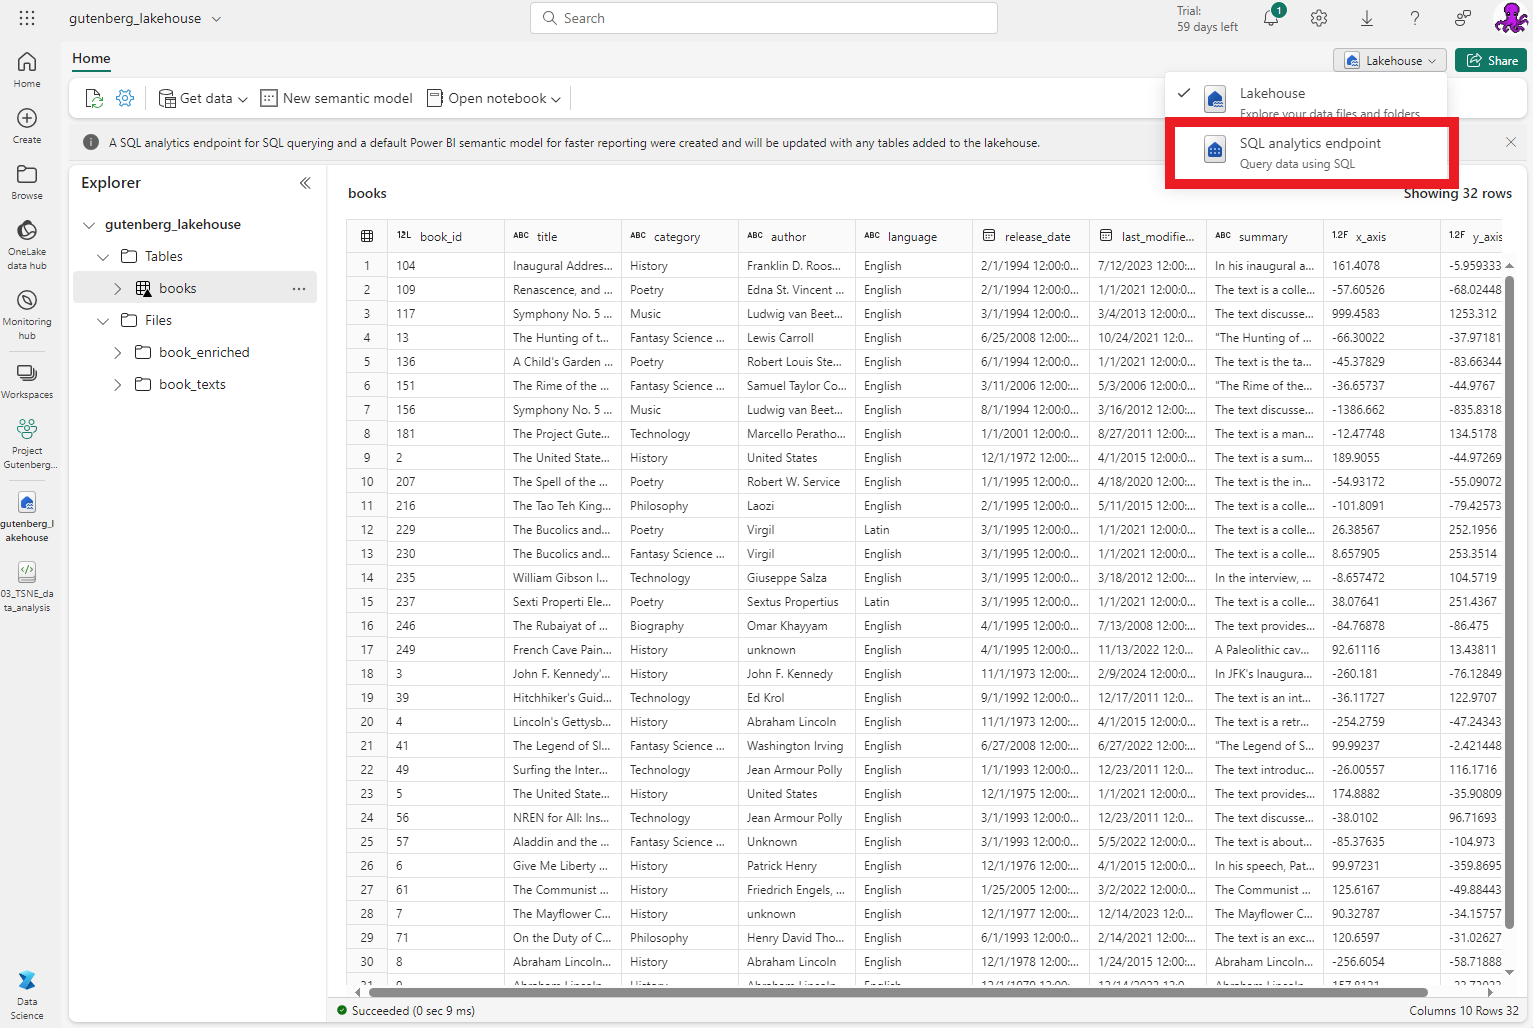 gutenberg_lakehouse
Search
Trial:
59 days left
1
Home
Lakehouse
Share
Get data
New semantic model
Open notebook
Lakehouse
Explore your data files and folders
SQL analytics endpoint
Query data using SQL
A SQL analytics endpoint for SQL querying and a default Power BI semantic model for faster reporting were created and will be updated with any tables added to the lakehouse.
Home
Create
Browse
OneLake
data hub
Monitoring
hub
Workspaces
Project
Gutenberg...
gutenberg_l
akehouse
03_TSNE_da
ta_analysis
Data
Science
Explorer
gutenberg_lakehouse
Tables
books
Files
book_enriched
book_texts
books
Showing 32 rows
12L book_id ABC title ABC category ABC author ABC language release_date last_modifie... ABC summary 1.2F x_axis 1.2F y_axis
1 104 Inaugural Addres... History Franklin D. Roos... English 2/1/1994 12:00:0... 7/12/2023 12:00:... In his inaugural a... 161.4078 -5.959333
2 109 Renascence, and ... Poetry Edna St. Vincent ... English 2/1/1994 12:00:0... 1/1/2021 12:00:0... The text is a colle... -57.60526 -68.02448
3 117 Symphony No. 5 ... Music Ludwig van Beet... English 3/1/1994 12:00:0... 3/4/2013 12:00:0... The text discusse... 999.4583 1253.312
4 13 The Hunting of t... Fantasy Science ... Lewis Carroll English 6/25/2008 12:00:... 10/24/2021 12:0... "The Hunting of ... -66.30022 -37.97181
5 136 A Child's Garden ... Poetry Robert Louis Ste... English 6/1/1994 12:00:0... 1/1/2021 12:00:0... The text is the ta... -45.37829 -83.66344
6 151 The Rime of the ... Fantasy Science ... Samuel Taylor Co... English 3/11/2006 12:00:... 5/3/2006 12:00:0... "The Rime of the... -36.65737 -44.9767
7 156 Symphony No. 5 ... Music Ludwig van Beet... English 8/1/1994 12:00:0... 3/16/2012 12:00:... The text discusse... -1386.662 -835.8318
8 181 The Project Gute... Technology Marcello Peratho... English 1/1/2001 12:00:0... 8/27/2011 12:00:... The text is a man... -12.47748 134.5178
9 2 The United State... History United States English 12/1/1972 12:00:... 4/1/2015 12:00:0... The text is a sum... 189.9055 -44.97269
10 207 The Spell of the ... Poetry Robert W. Service English 1/1/1995 12:00:0... 4/18/2020 12:00:... The text is the in... -54.93172 -55.09072
11 216 The Tao Teh King... Philosophy Laozi English 2/1/1995 12:00:0... 5/11/2015 12:00:... The text is a colle... -101.8091 -79.42573
12 229 The Bucolics and... Poetry Virgil Latin 3/1/1995 12:00:0... 1/1/2021 12:00:0... The text is a colle... 26.38567 252.1956
13 230 The Bucolics and... Fantasy Science ... Virgil English 3/1/1995 12:00:0... 1/1/2021 12:00:0... The text is a colle... 8.657905 253.3514
14 235 William Gibson I... Technology Giuseppe Salza English 3/1/1995 12:00:0... 3/18/2012 12:00:... In the interview, ... -8.657472 104.5719
15 237 Sexti Properti Ele... Poetry Sextus Propertius Latin 3/1/1995 12:00:0... 1/1/2021 12:00:0... The text is a colle... 38.07641 251.4367
16 246 The Rubaiyat of ... Biography Omar Khayyam English 4/1/1995 12:00:0... 7/13/2008 12:00:... The text provides... -84.76878 -86.475
17 249 French Cave Pain... History unknown English 4/1/1995 12:00:0... 11/13/2022 12:0... A Paleolithic cav... 92.61116 13.43811
18 3 John F. Kennedy'... History John F. Kennedy English 11/1/1973 12:00:... 2/9/2024 12:00:0... In JFK's Inaugura... -260.181 -76.12849
19 39 Hitchhiker's Guid... Technology Ed Krol English 9/1/1992 12:00:0... 12/17/2011 12:0... The text is an int... -36.11727 122.9707
20 4 Lincoln's Gettysb... History Abraham Lincoln English 11/1/1973 12:00:... 4/1/2015 12:00:0... The text is a retr... -254.2759 -47.24343
21 41 The Legend of Sl... Fantasy Science ... Washington Irving English 6/27/2008 12:00:... 6/27/2022 12:00:... "The Legend of S... 99.99237 -2.421448
22 49 Surfing the Inter... Technology Jean Armour Polly English 1/1/1993 12:00:0... 12/23/2011 12:0... The text introduc... -26.00557 116.1716
23 5 The United State... History United States English 12/1/1975 12:00:... 1/1/2021 12:00:0... The text provides... 174.8882 -35.90809
24 56 NREN for All: Ins... Technology Jean Armour Polly English 3/1/1993 12:00:0... 12/23/2011 12:0... The text discusse... -38.0102 96.71693
25 57 Aladdin and the ... Fantasy Science ... Unknown English 3/1/1993 12:00:0... 5/5/2022 12:00:0... The text is about... -85.37635 -104.973
26 6 Give Me Liberty ... History Patrick Henry English 12/1/1976 12:00:... 4/1/2015 12:00:0... In his speech, Pat... 99.97231 -359.8695
27 61 The Communist ... History Friedrich Engels, ... English 1/25/2005 12:00:... 3/2/2022 12:00:0... The Communist ... 125.6167 -49.88443
28 7 The Mayflower C... History unknown English 12/1/1977 12:00:... 12/14/2023 12:0... The Mayflower C... 90.32787 -34.15757
29 71 On the Duty of C... Philosophy Henry David Tho... English 6/1/1993 12:00:0... 2/14/2021 12:00:... The text is an exc... 120.6597 -31.02627
30 8 Abraham Lincoln... History Abraham Lincoln English 12/1/1978 12:00:... 1/24/2015 12:00:... Abraham Lincoln... -256.6054 -58.71888
Succeeded (0 sec 9 ms)
Columns 10 Rows 32